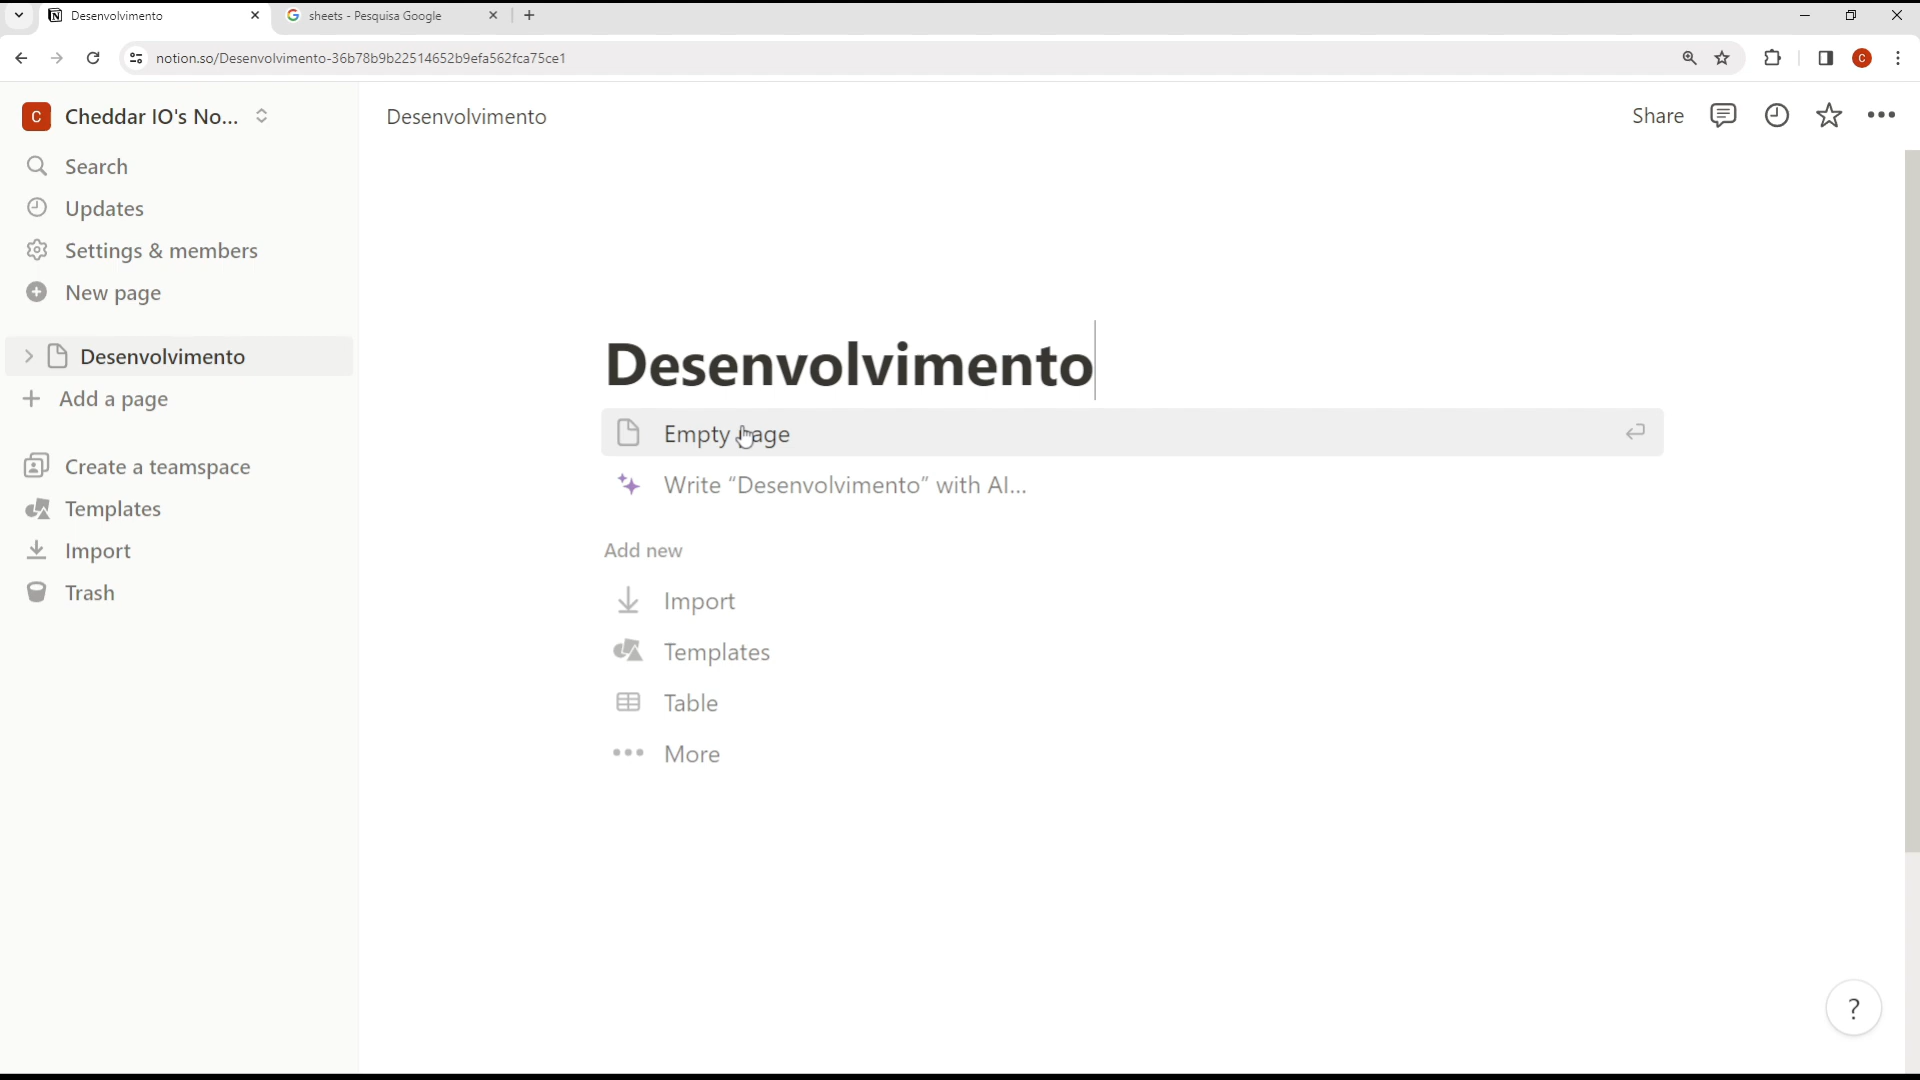 Desenvolvimento
sheets - Pesquisa Google
notion.so/Desenvolvimento-36b78b9b22514652b9efa562fca75ce1
C
C Cheddar IO's No...
Desenvolvimento
Share
Search
Updates
Settings & members
New page
Desenvolvimento
Add a page
Create a teamspace
Templates
Import
Trash
Desenvolvimento
Empty page
Write “Desenvolvimento” with AI...
Add new
Import
Templates
Table
More
?